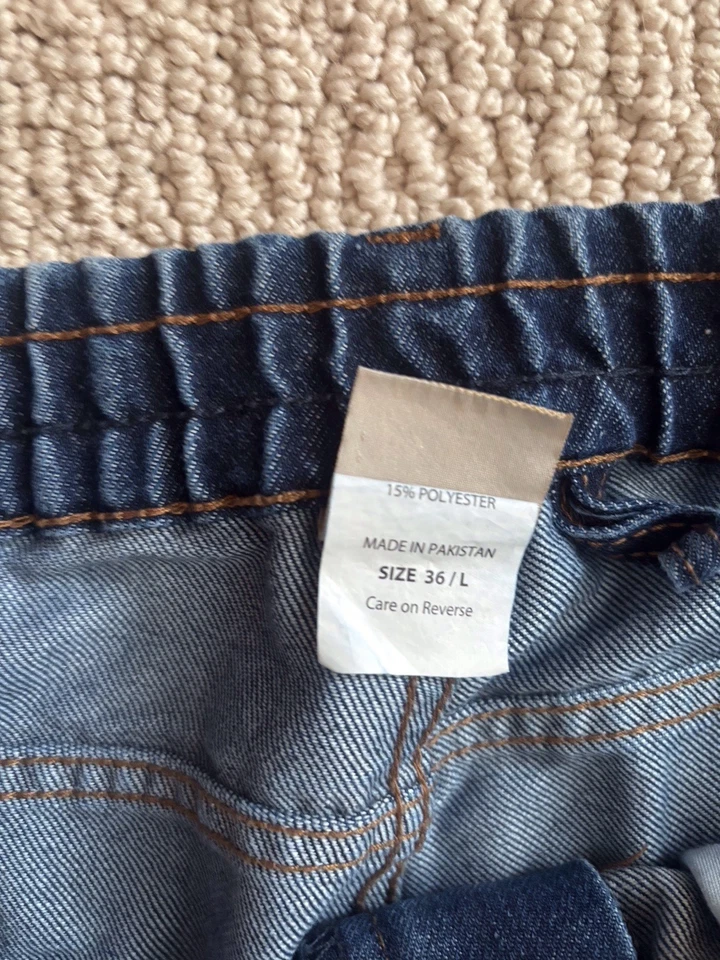 15% POLYESTER
MADE IN PAKISTAN
SIZE 36 / L
Care on Reverse